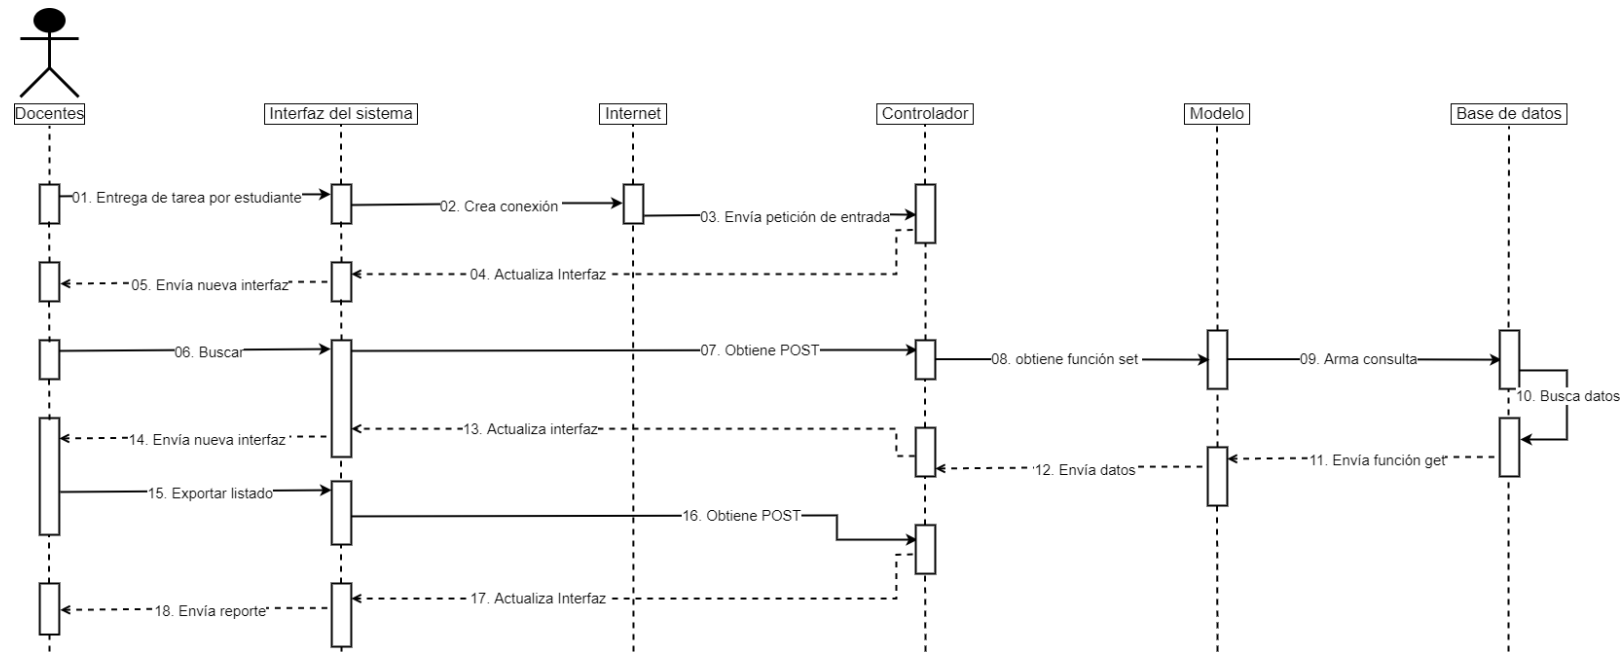 Docentes
Interfaz del sistema
Internet
Controlador
Modelo
Base de datos
01. Entrega de tarea por estudiante
02. Crea conexión
03. Envía petición de entrada
04. Actualiza Interfaz
05. Envía nueva interfaz
06. Buscar
07. Obtiene POST
08. obtiene función set
09. Arma consulta
10. Busca datos
11. Envía función get
12. Envía datos
13. Actualiza interfaz
14. Envía nueva interfaz
15. Exportar listado
16. Obtiene POST
17. Actualiza Interfaz
18. Envía reporte